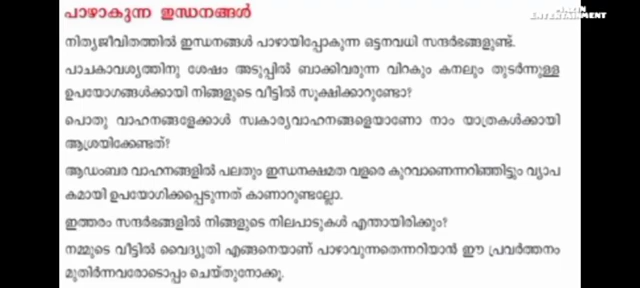 പാഴാകുന്ന ഇന്ധനങ്ങൾ
ENTERTAINMENT
നിത്യജീവിതത്തിൽ ഇന്ധനങ്ങൾ പാഴായിപ്പോകുന്ന ഒട്ടനവധി സന്ദർഭങ്ങളുണ്ട്.
പാചകാവശ്യത്തിനു ശേഷം അടുപ്പിൽ ബാക്കിവരുന്ന വിറകും കനലും തുടർന്നുള്ള
ഉപയോഗങ്ങൾക്കായി നിങ്ങളുടെ വീട്ടിൽ സൂക്ഷിക്കാറുണ്ടോ?
പൊതു വാഹനങ്ങളേക്കാൾ സ്വകാര്യവാഹനങ്ങളെയാണോ നാം യാത്രകൾക്കായി
ആശ്രയിക്കേണ്ടത്?
ആഡംബര വാഹനങ്ങളിൽ പലതും ഇന്ധനക്ഷമത വളരെ കുറവാണെന്നറിഞ്ഞിട്ടും വ്യാപ
കമായി ഉപയോഗിക്കപ്പെടുന്നത് കാണാറുണ്ടല്ലോ.
ഇത്തരം സന്ദർഭങ്ങളിൽ നിങ്ങളുടെ നിലപാടുകൾ എന്തായിരിക്കും?
നമ്മുടെ വീട്ടിൽ വൈദ്യുതി എങ്ങനെയാണ് പാഴാവുന്നതെന്നറിയാൻ ഈ പ്രവർത്തനം
മുതിർന്നവരോടൊപ്പം ചെയ്തുനോക്കൂ.